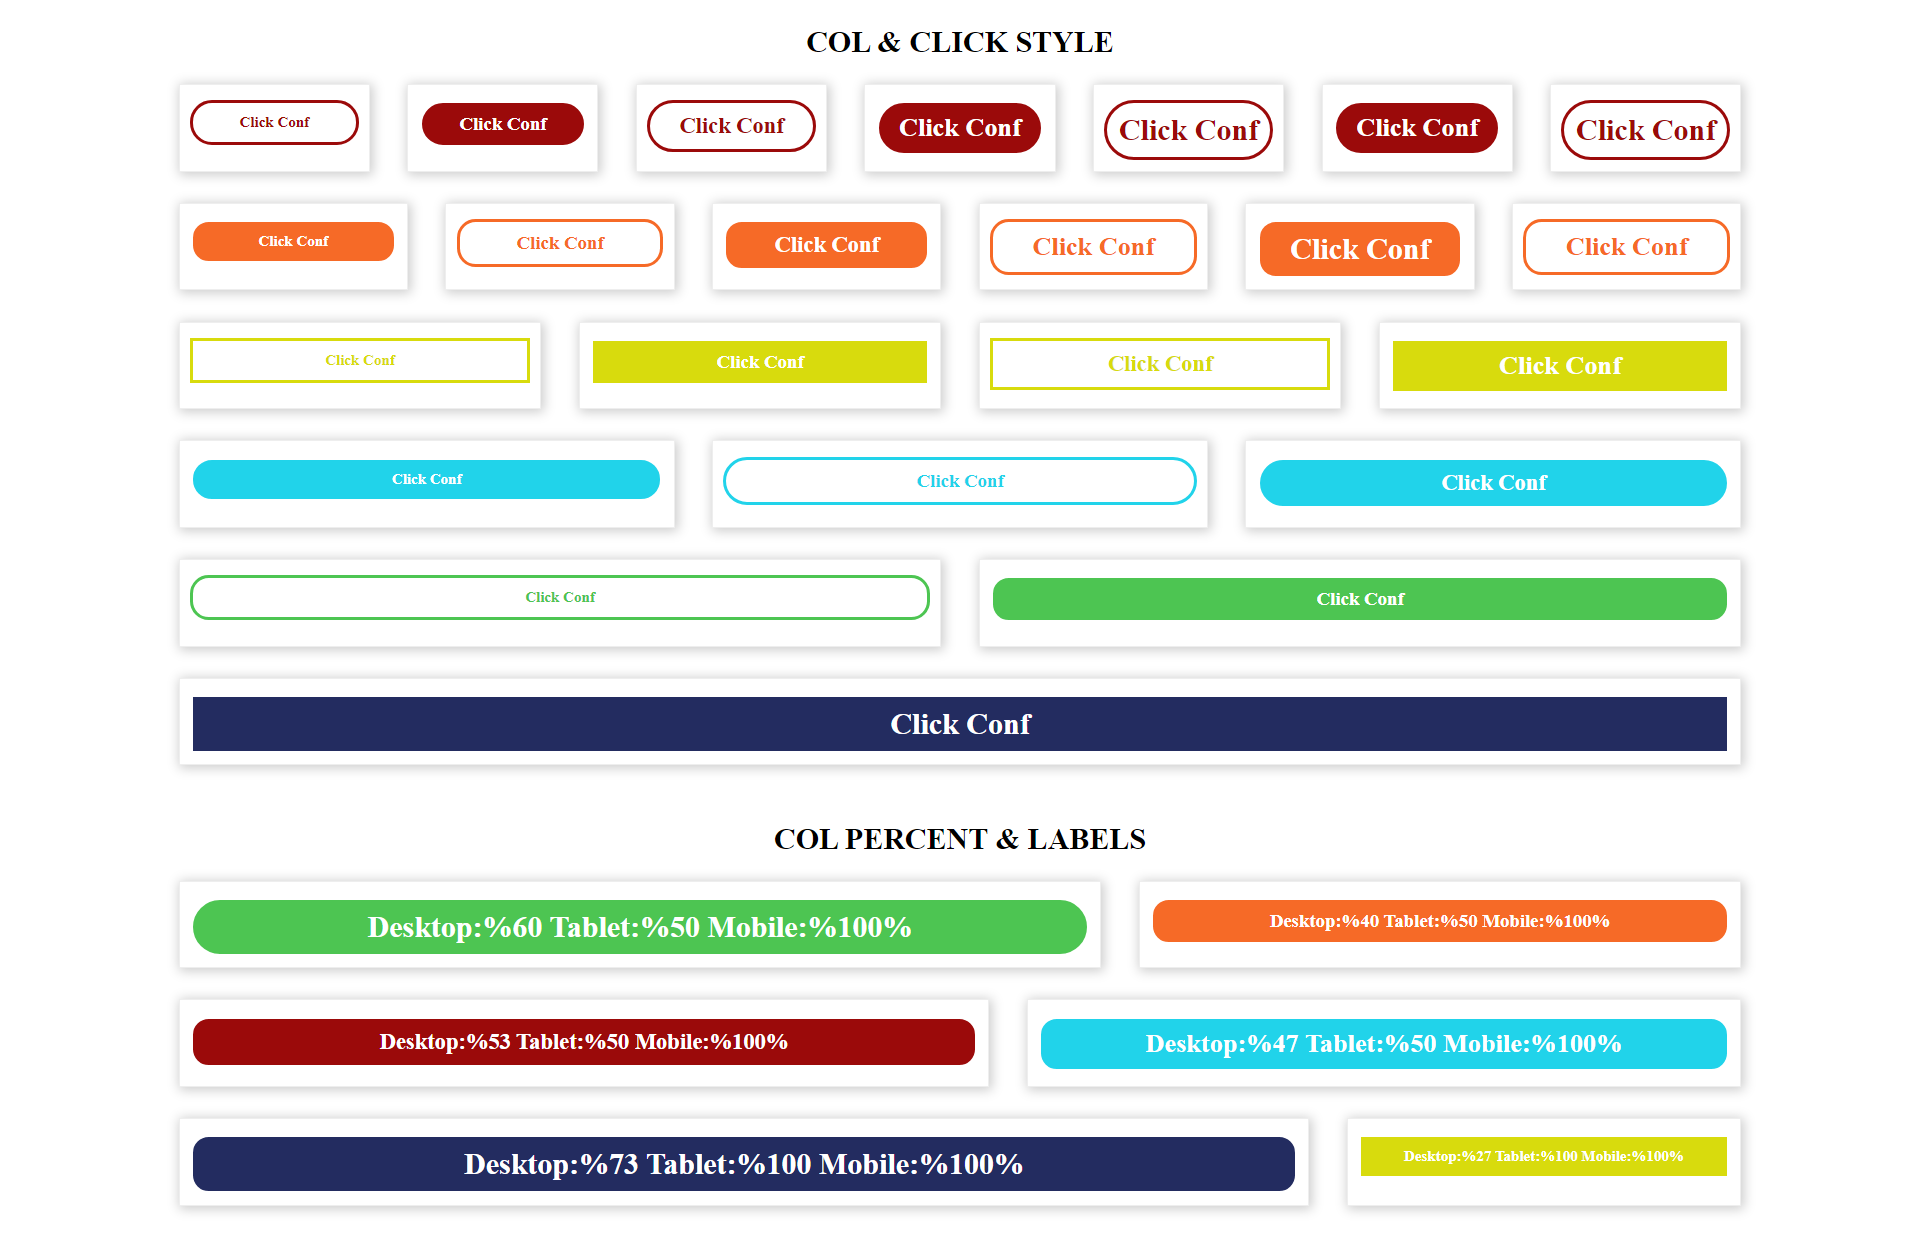 COL & CLICK STYLE
Click Conf Click Conf Click Conf Click Conf Click Conf Click Conf Click Conf
Click Conf Click Conf Click Conf Click Conf Click Conf Click Conf
Click Conf Click Conf Click Conf Click Conf
Click Conf Click Conf Click Conf
Click Conf Click Conf
Click Conf
COL PERCENT & LABELS
Desktop:%60 Tablet:%50 Mobile:%100% Desktop:%40 Tablet:%50 Mobile:%100%
Desktop:%53 Tablet:%50 Mobile:%100% Desktop:%47 Tablet:%50 Mobile:%100%
Desktop:%73 Tablet:%100 Mobile:%100% Desktop:%27 Tablet:%100 Mobile:%100%